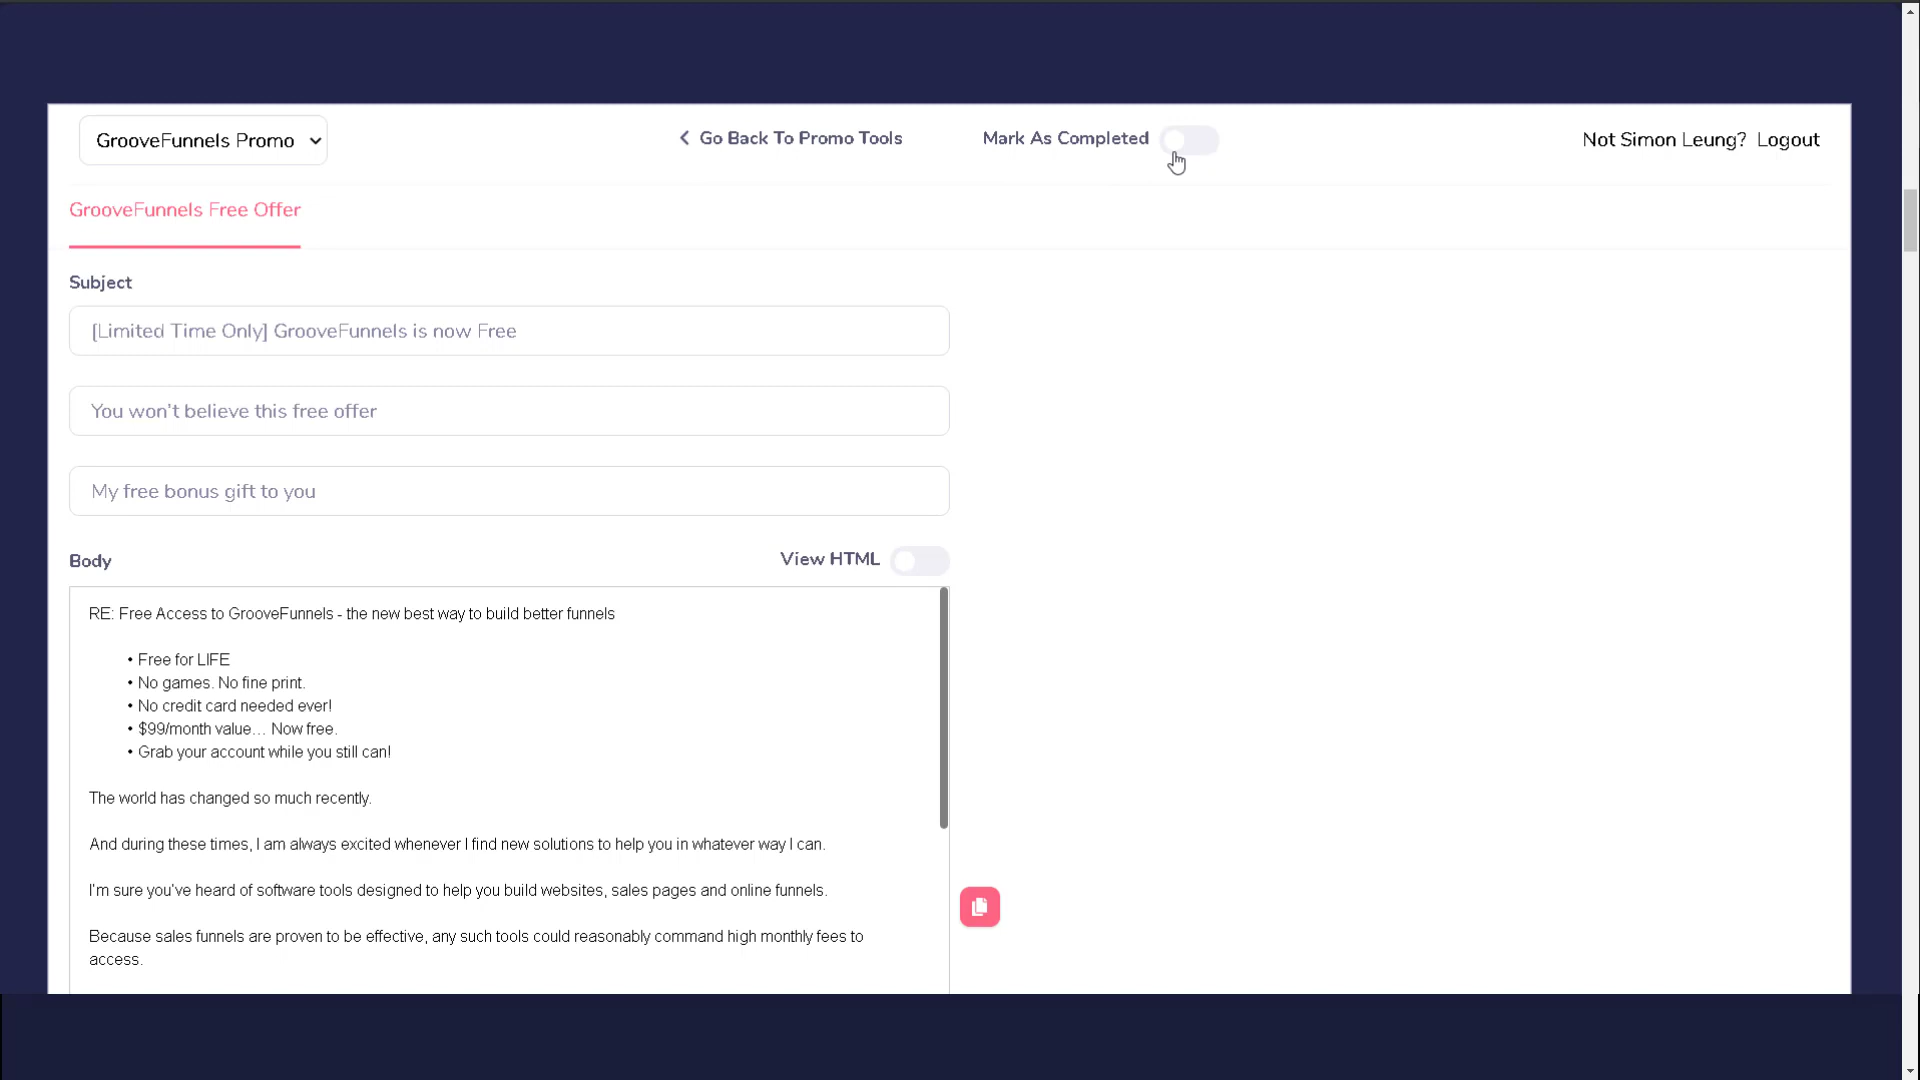 GrooveFunnels Promo
Go Back To Promo Tools
Mark As Completed
Not Simon Leung? Logout
GrooveFunnels Free Offer
Subject
[Limited Time Only] GrooveFunnels is now Free
You won't believe this free offer
My free bonus gift to you
Body
View HTML
RE: Free Access to GrooveFunnels - the new best way to build better funnels
• Free for LIFE
• No games. No fine print.
• No credit card needed ever!
• $99/month value… Now free.
• Grab your account while you still can!
The world has changed so much recently.
And during these times, I am always excited whenever I find new solutions to help you in whatever way I can.
I'm sure you've heard of software tools designed to help you build websites, sales pages and online funnels.
Because sales funnels are proven to be effective, any such tools could reasonably command high monthly fees to
access.